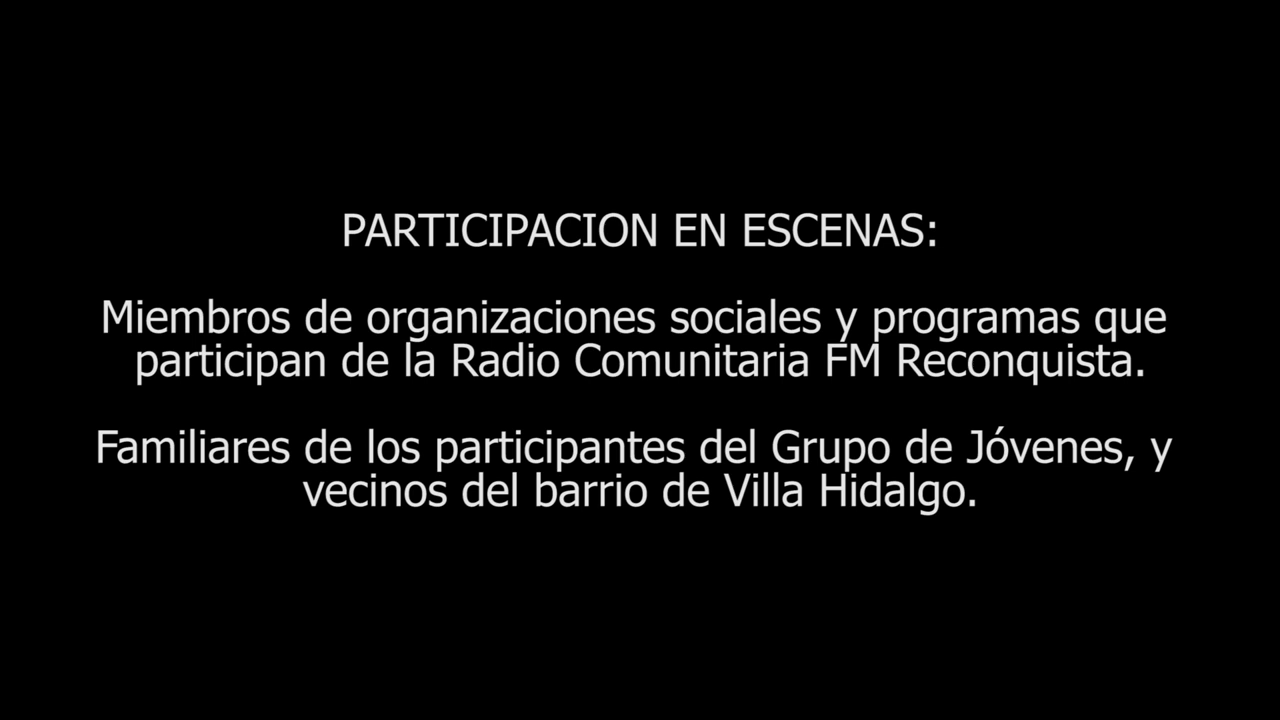 PARTICIPACION EN ESCENAS:
Miembros de organizaciones sociales y programas que
participan de la Radio Comunitaria FM Reconquista.
Familiares de los participantes del Grupo de Jóvenes, y
vecinos del barrio de Villa Hidalgo.